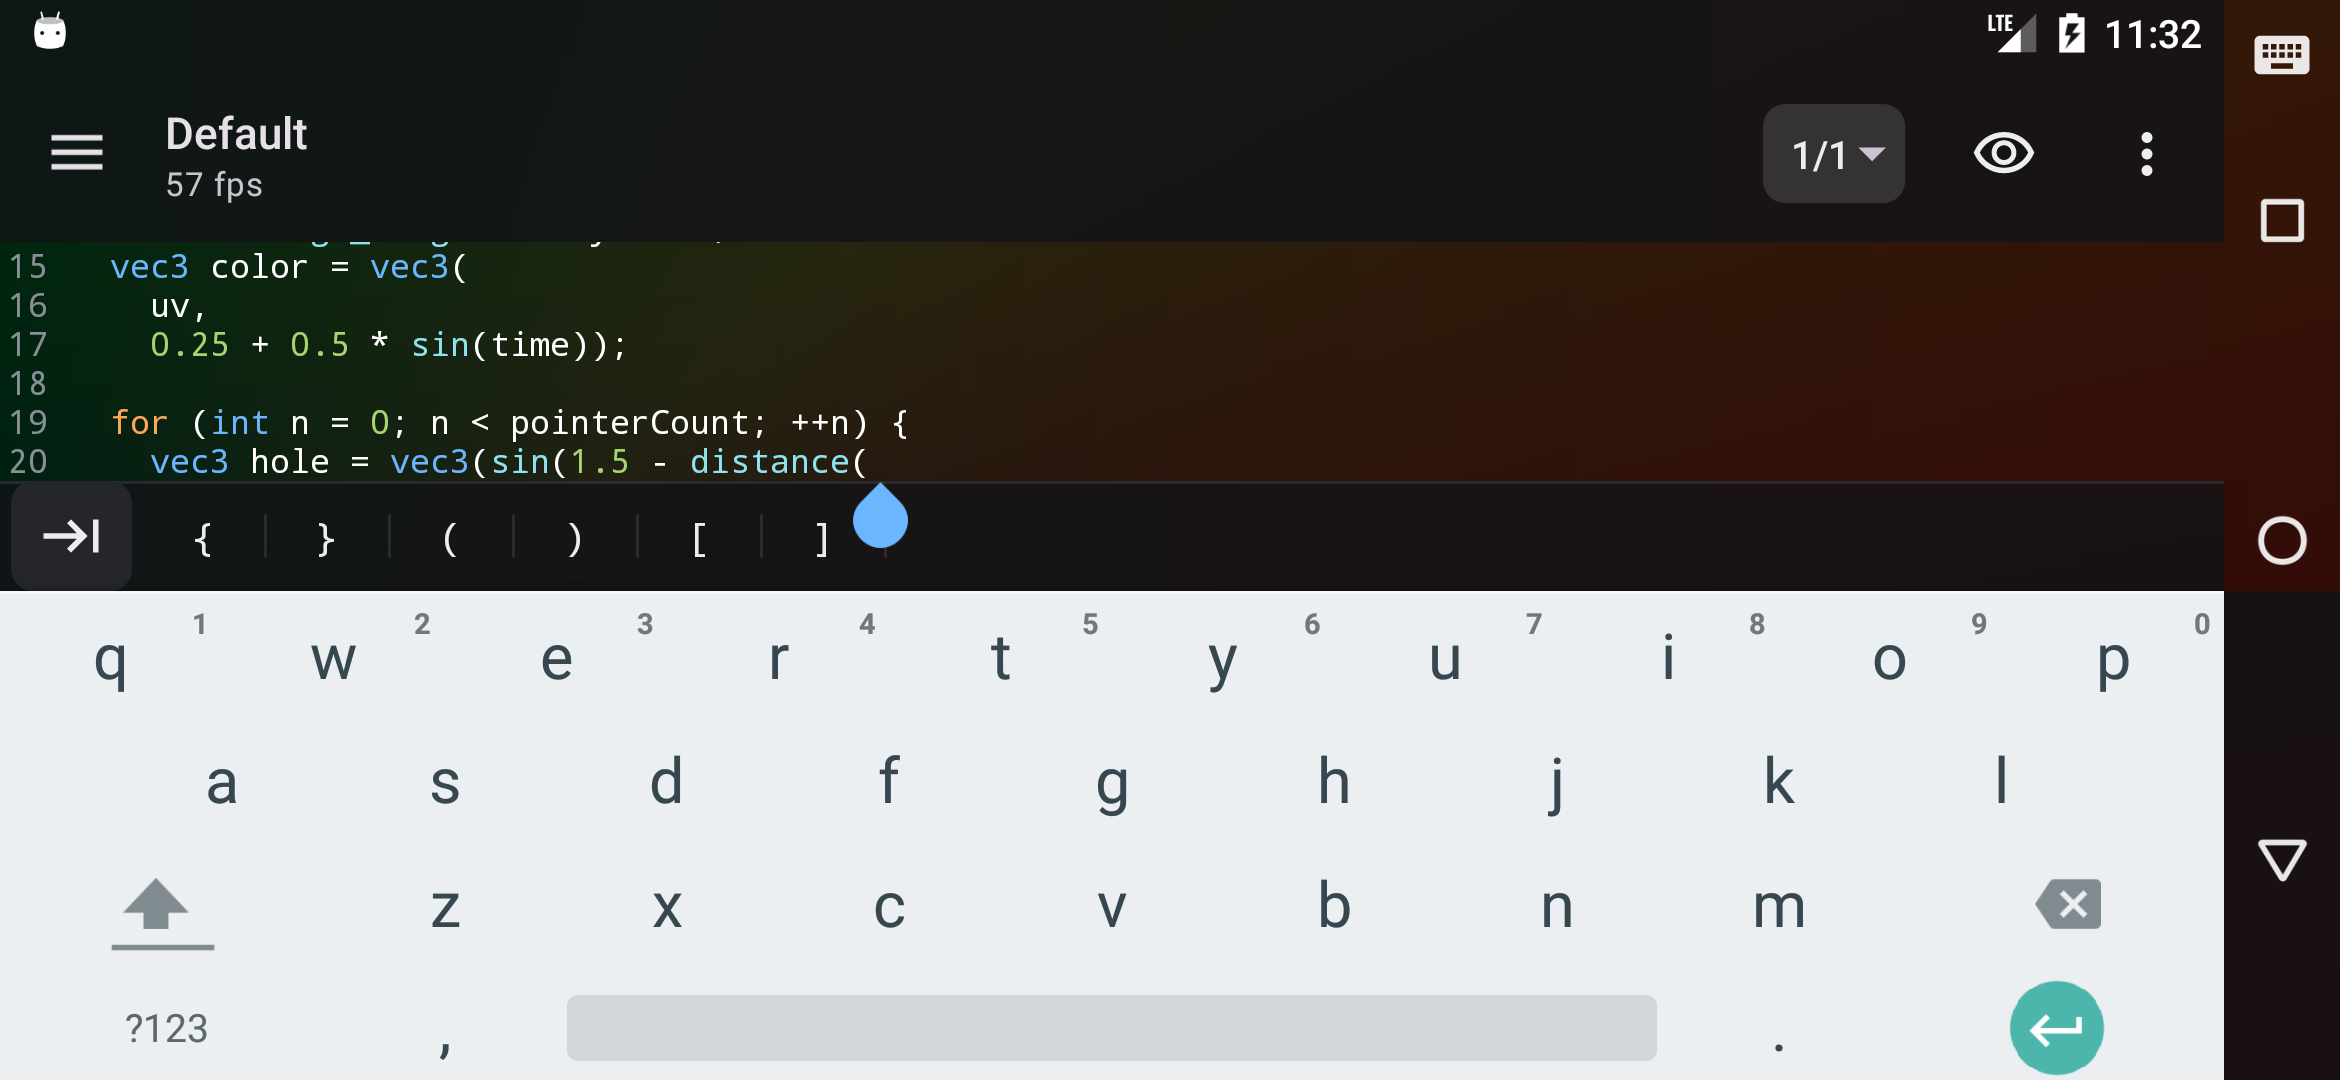 LTE 11:32
Default
57 fps
1/1
15 vec3 color = vec3(
16 uv,
17 0.25 + 0.5 * sin(time));
18
19 for (int n = 0; n < pointerCount; ++n) {
20 vec3 hole = vec3(sin(1.5 - distance(
{ } ( ) [ ]
1 2 3 4 5 6 7 8 9 0
q w e r t y u i o p
a s d f g h j k l
z x c v b n m
?123 , .